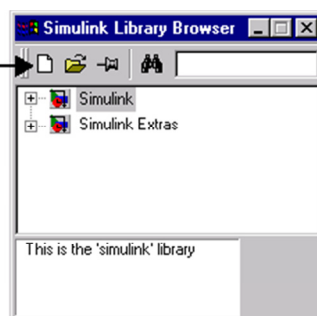 Simulink Library Browser
Simulink
Simulink Extras
This is the 'simulink' library